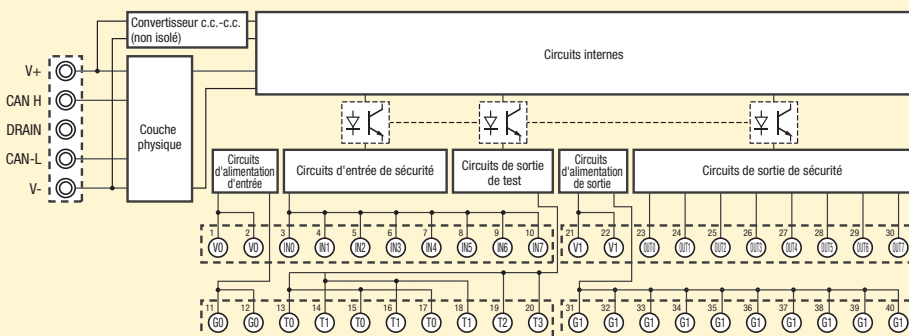 Convertisseur c.c.-c.c.
(non isolé)
Circuits internes
V+
CAN H
DRAIN
CAN-L
V-
Couche
physique
Circuits
d'alimentation
d'entrée
Circuits d'entrée de sécurité
Circuits de sortie
de test
Circuits
d'alimentation
de sortie
Circuits de sortie de sécurité
1 2 3 4 5 6 7 8 9 10
V0 V0 IN0 IN1 IN2 IN3 IN4 IN5 IN6 IN7
21 22 23 24 25 26 27 28 29 30
V1 V1 OUT0 OUT1 OUT2 OUT3 OUT4 OUT5 OUT6 OUT7
11 12 13 14 15 16 17 18 19 20
G0 G0 T0 T1 T0 T1 T0 T1 T2 T3
31 32 33 34 35 36 37 38 39 40
G1 G1 G1 G1 G1 G1 G1 G1 G1 G1